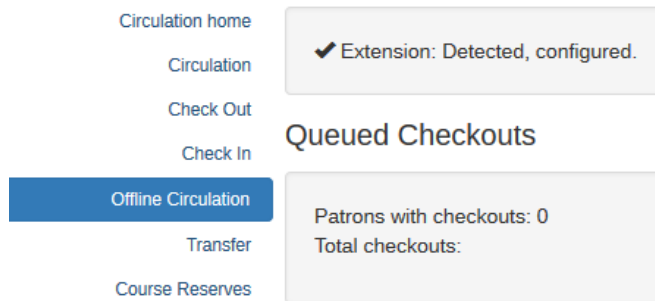 Circulation home
Circulation
Check Out
Check In
Offline Circulation
Transfer
Course Reserves
Extension: Detected, configured.
Queued Checkouts
Patrons with checkouts: 0
Total checkouts: